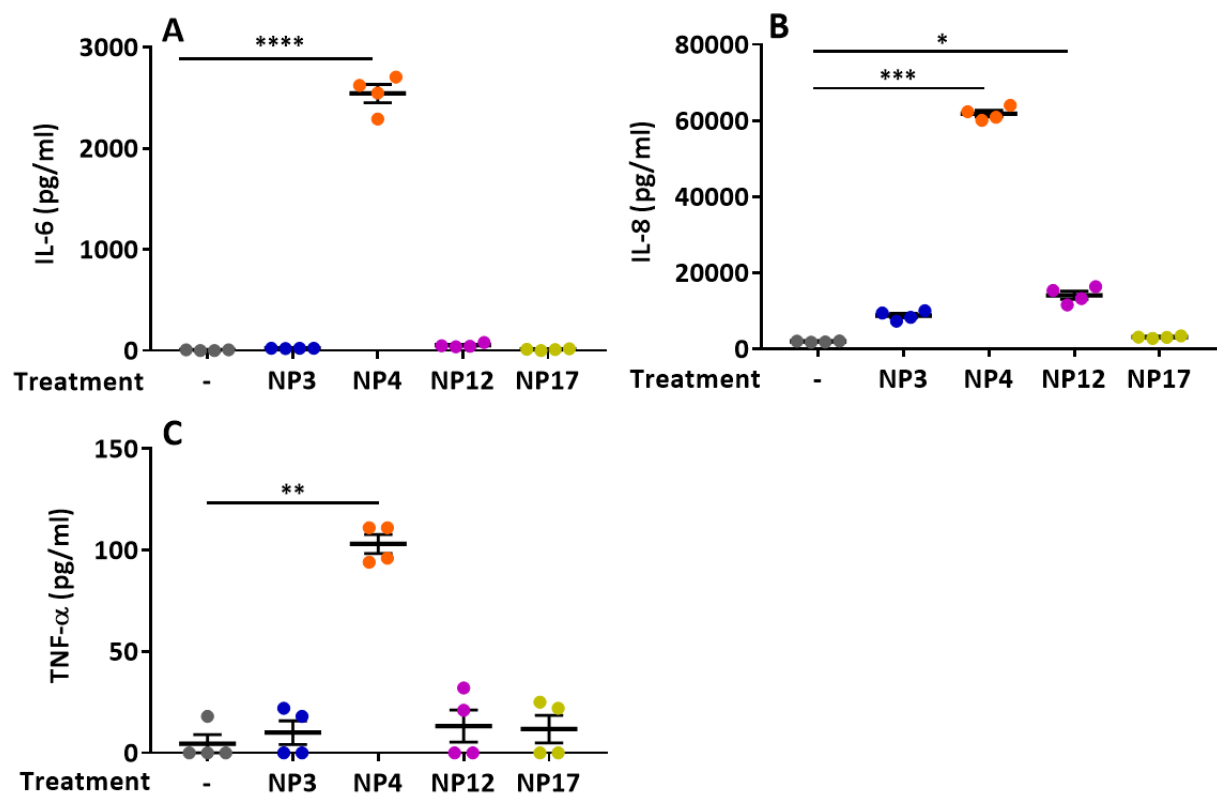 A
IL-6 (pg/ml)
3000
2000
1000
0
****
Treatment - NP3 NP4 NP12 NP17
B
IL-8 (pg/ml)
80000
60000
40000
20000
0
*
***
Treatment - NP3 NP4 NP12 NP17
C
TNF-α (pg/ml)
150
100
50
0
**
Treatment - NP3 NP4 NP12 NP17